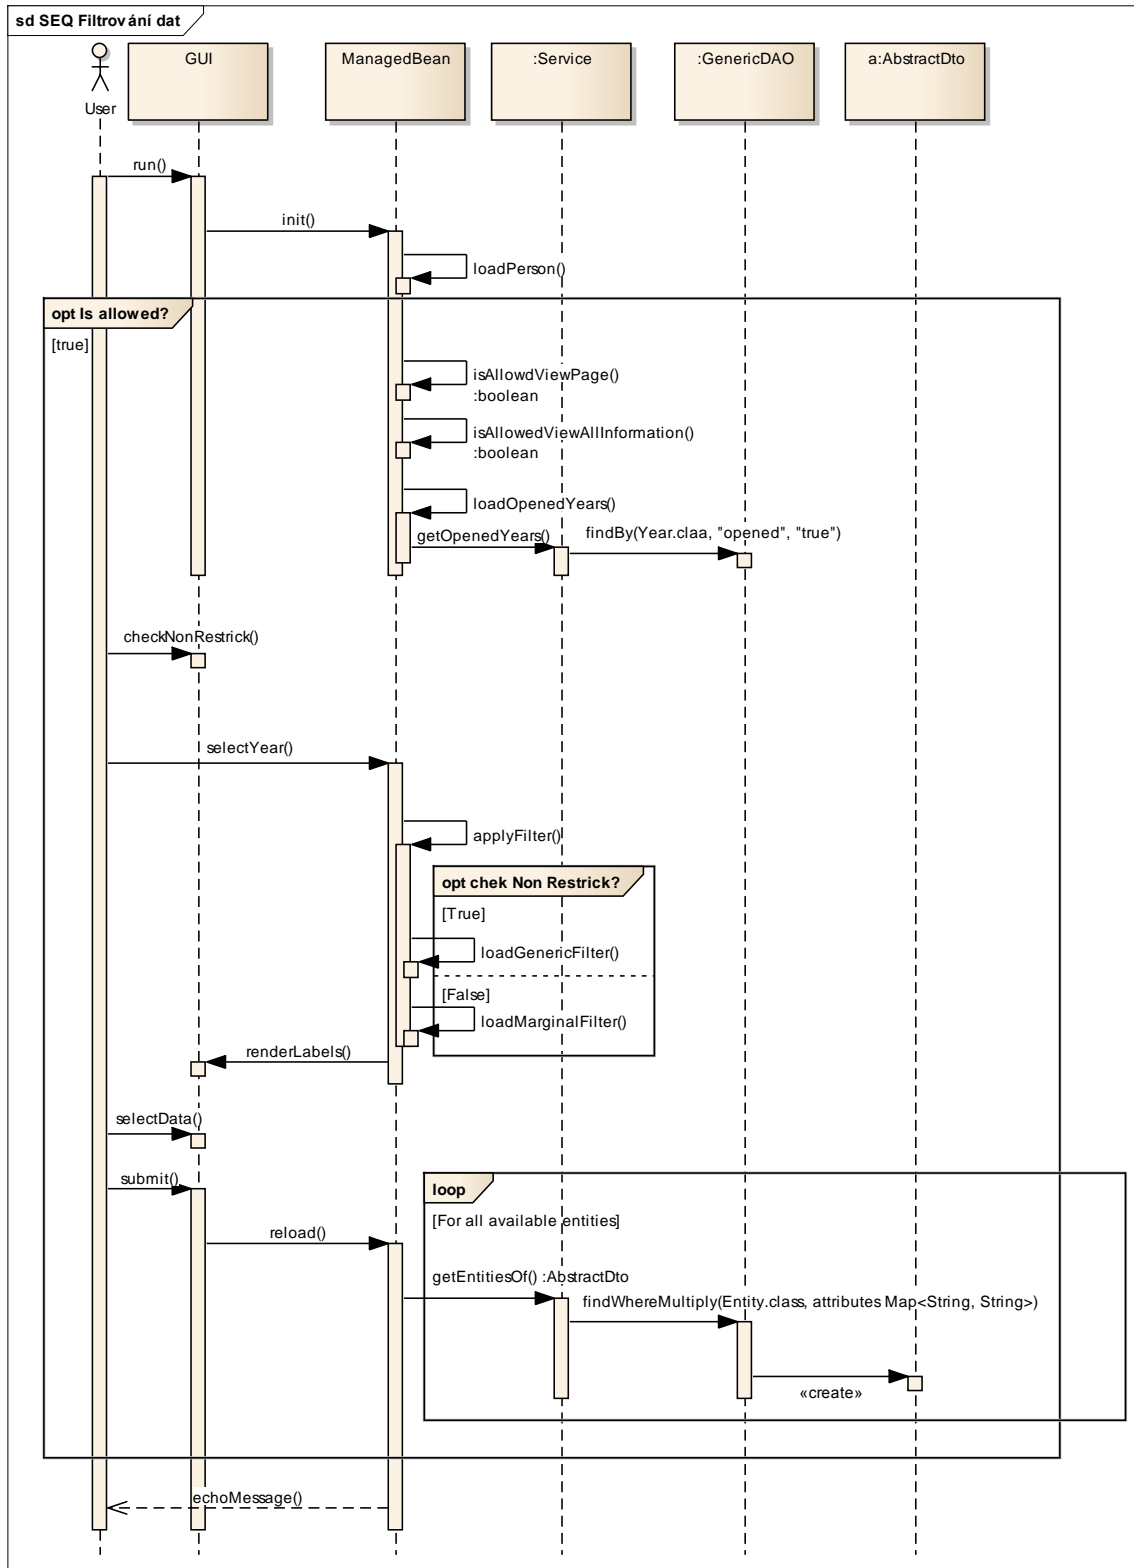 sd SEQ Filtrování dat
User
GUI
ManagedBean
:Service
:GenericDAO
a:AbstractDto
run()
init()
loadPerson()
opt Is allowed?
[true]
isAllowdViewPage()
:boolean
isAllowedViewAllInformation()
:boolean
loadOpenedYears()
getOpenedYears()
findBy(Year.claa, "opened", "true")
checkNonRestrick()
selectYear()
applyFilter()
opt chek Non Restrick?
[True]
loadGenericFilter()
[False]
loadMarginalFilter()
renderLabels()
selectData()
submit()
loop
[For all available entities]
reload()
getEntitiesOf() :AbstractDto
findWhereMultiply(Entity.class, attributes Map<String, String>)
«create»
echoMessage()